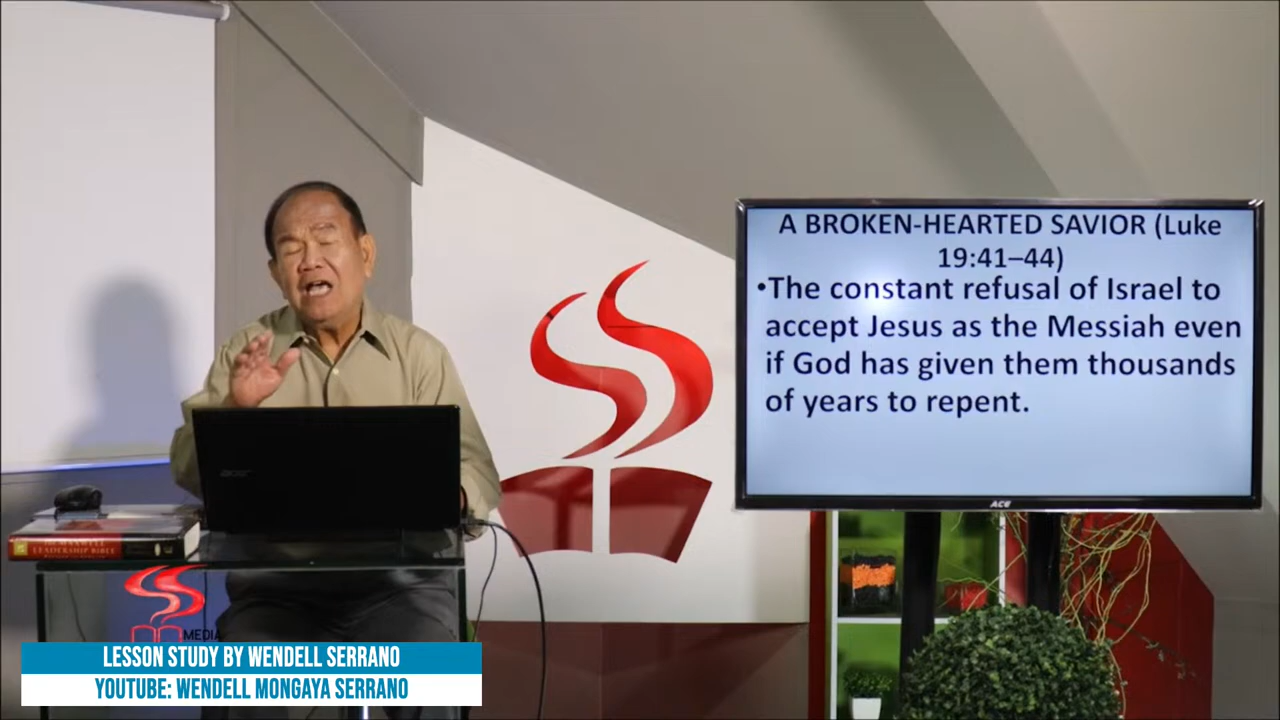 A BROKEN-HEARTED SAVIOR (Luke
19:41–44)
•The constant refusal of Israel to
accept Jesus as the Messiah even
if God has given them thousands
of years to repent.
ACE
acer
LEADERSHIP BIBLE
MEDIA
LESSON STUDY BY WENDELL SERRANO
YOUTUBE: WENDELL MONGAYA SERRANO